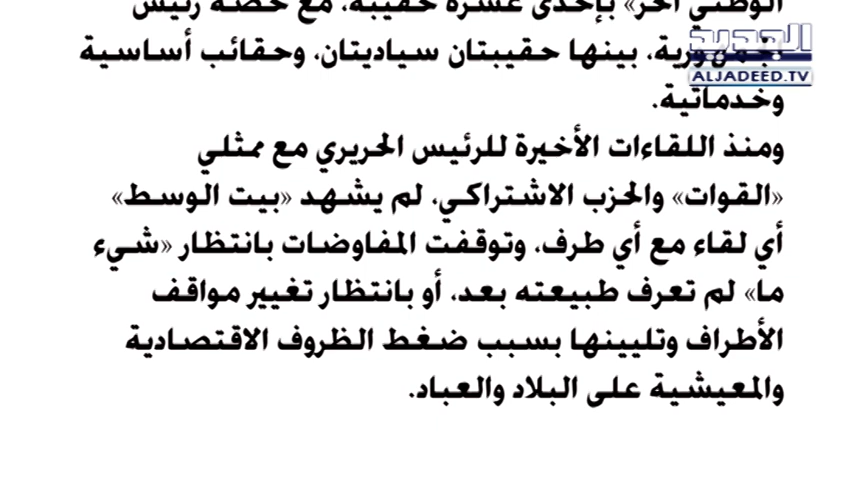 الوطني الحر» بإحدى عشرة حقيبة، مع حصة رئيس
الجمهورية، بينها حقيبتان سياديتان، وحقائب أساسية
وخدماتية.
ومنذ اللقاءات الأخيرة للرئيس الحريري مع ممثلي
«القوات» والحزب الاشتراكي، لم يشهد «بيت الوسط»
أي لقاء مع أي طرف، وتوقفت المفاوضات بانتظار «شيء
ما» لم تعرف طبيعته بعد، أو بانتظار تغيير مواقف
الأطراف وتليينها بسبب ضغط الظروف الاقتصادية
والمعيشية على البلاد والعباد.
الجديد
ALJADEED.TV